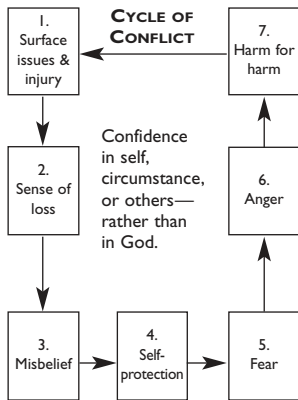 CYCLE OF
CONFLICT
1.
Surface
issues &
injury
2.
Sense of
loss
3.
Misbelief
4.
Self-
protection
5.
Fear
6.
Anger
7.
Harm for
harm
Confidence
in self,
circumstance,
or others—
rather than
in God.